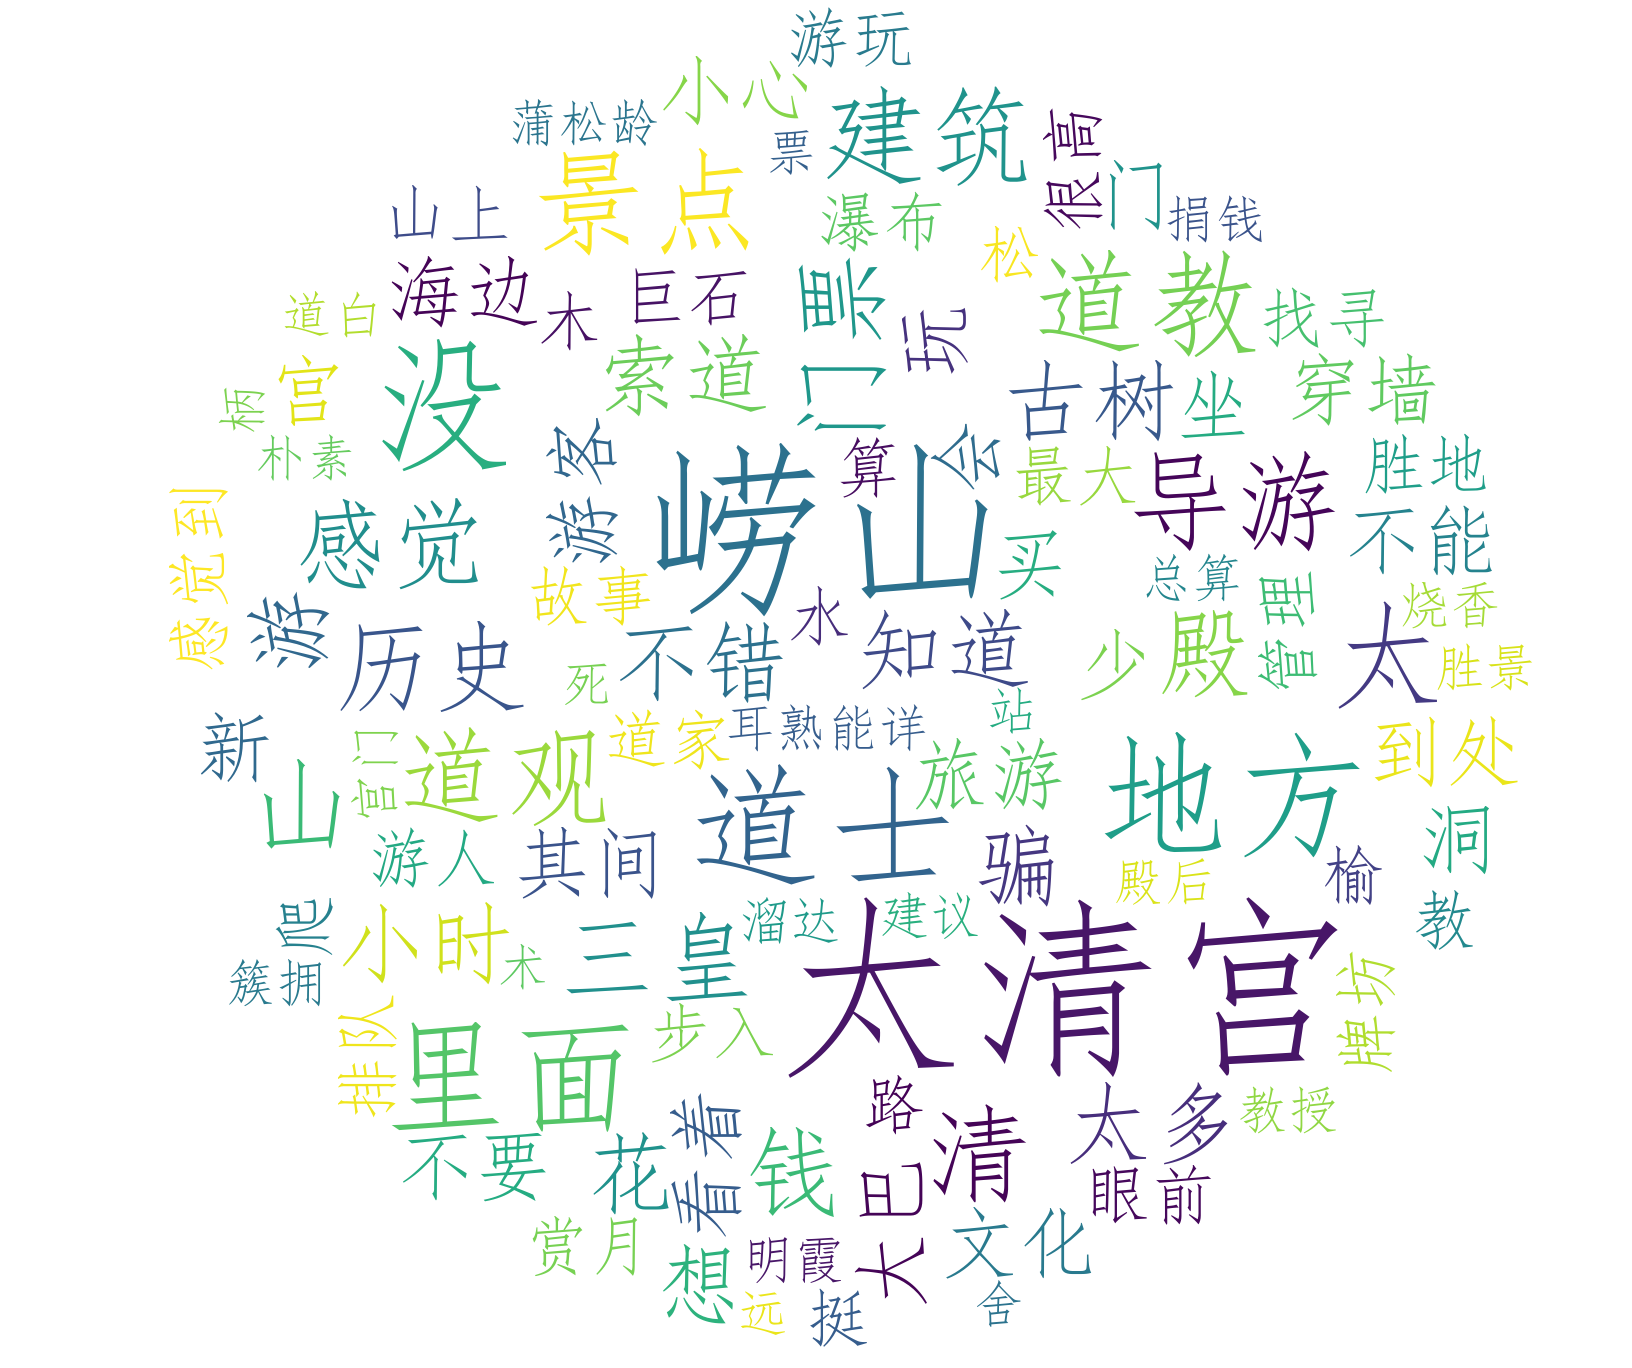 游玩
小心
建筑
蒲松龄
票
很高
景点
门
山上
瀑布
捐钱
松
海边
巨石
门票
道教
道白
木
玩
找寻
宫
没
索道
古树
坐
穿墙
柄
朴素
游客
崂山
算
会
最大
导游
胜地
感觉到
感觉
不能
买
故事
总算
管理
烧香
游
历史
不错
水
知道
少
殿
太
胜景
死
新
道观
宫门
道家
耳熟能详
站
到处
山
道士
旅游
地方
洞
游人
其间
骗
殿后
榆
爬
小时
溜达
建议
教
术
三皇
太清宫
簇拥
牌坊
排队
里面
步入
路
太多
教授
不要
花
看着
钱
大巴
清
眼前
赏月
想
明霞
文化
远
挺
舍